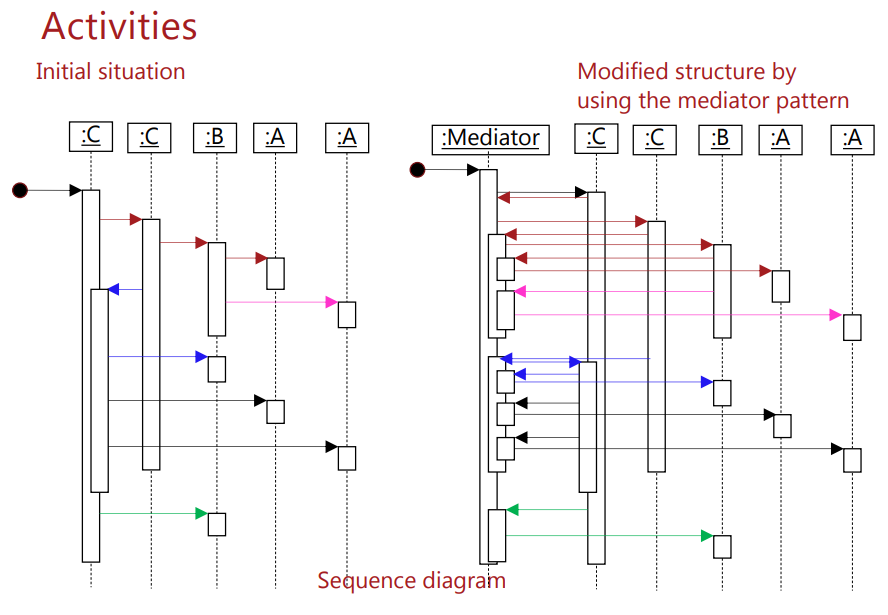 Activities
Initial situation
Modified structure by
using the mediator pattern
:C :C :B :A :A
:Mediator :C :C :B :A :A
Sequence diagram